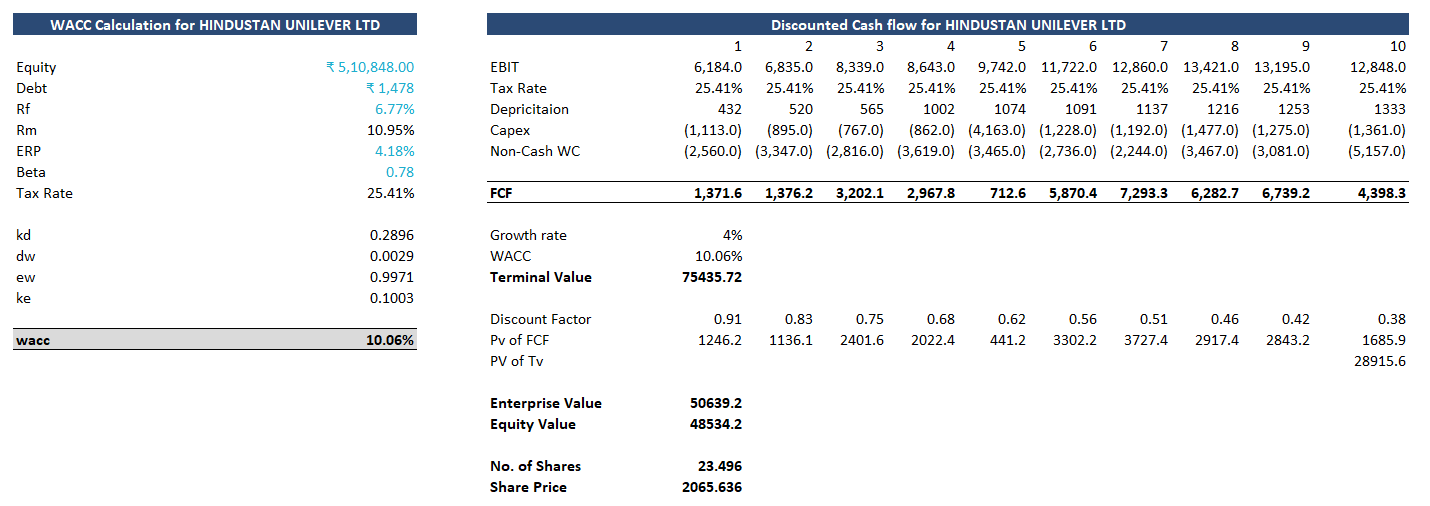 WACC Calculation for HINDUSTAN UNILEVER LTD
Equity ₹ 5,10,848.00
Debt ₹ 1,478
Rf 6.77%
Rm 10.95%
ERP 4.18%
Beta 0.78
Tax Rate 25.41%
kd 0.2896
dw 0.0029
ew 0.9971
ke 0.1003
wacc 10.06%
Discounted Cash flow for HINDUSTAN UNILEVER LTD
1 2 3 4 5 6 7 8 9 10
EBIT 6,184.0 6,835.0 8,339.0 8,643.0 9,742.0 11,722.0 12,860.0 13,421.0 13,195.0 12,848.0
Tax Rate 25.41% 25.41% 25.41% 25.41% 25.41% 25.41% 25.41% 25.41% 25.41% 25.41%
Depricitaion 432 520 565 1002 1074 1091 1137 1216 1253 1333
Capex (1,113.0) (895.0) (767.0) (862.0) (4,163.0) (1,228.0) (1,192.0) (1,477.0) (1,275.0) (1,361.0)
Non-Cash WC (2,560.0) (3,347.0) (2,816.0) (3,619.0) (3,465.0) (2,736.0) (2,244.0) (3,467.0) (3,081.0) (5,157.0)
FCF 1,371.6 1,376.2 3,202.1 2,967.8 712.6 5,870.4 7,293.3 6,282.7 6,739.2 4,398.3
Growth rate 4%
WACC 10.06%
Terminal Value 75435.72
Discount Factor 0.91 0.83 0.75 0.68 0.62 0.56 0.51 0.46 0.42 0.38
Pv of FCF 1246.2 1136.1 2401.6 2022.4 441.2 3302.2 3727.4 2917.4 2843.2 1685.9
PV of Tv 28915.6
Enterprise Value 50639.2
Equity Value 48534.2
No. of Shares 23.496
Share Price 2065.636